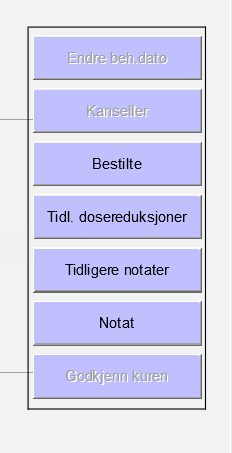 Endre beh.dato
Kanseller
Bestilte
Tidl. dosereduksjoner
Tidligere notater
Notat
Godkjenn kuren